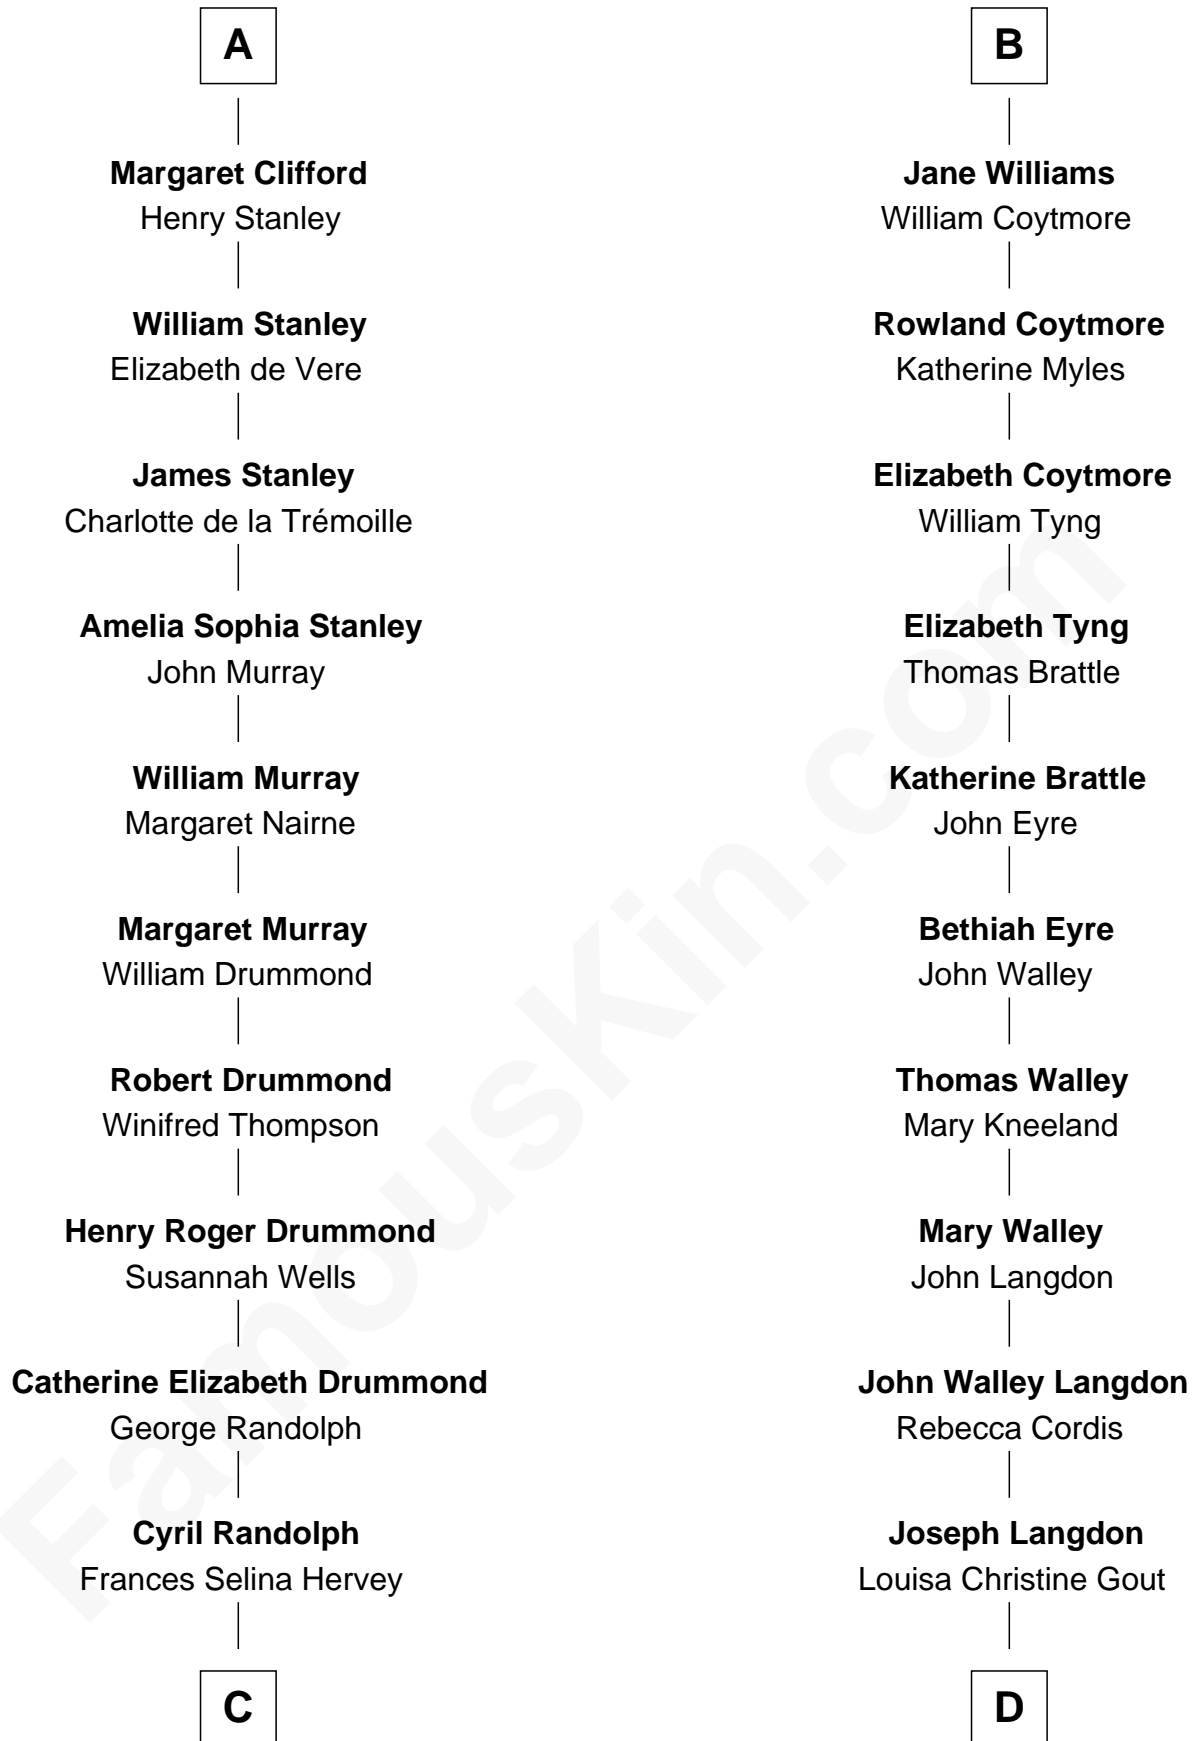 A
Margaret Clifford
Henry Stanley
William Stanley
Elizabeth de Vere
James Stanley
Charlotte de la Trémoille
Amelia Sophia Stanley
John Murray
William Murray
Margaret Nairne
Margaret Murray
William Drummond
Robert Drummond
Winifred Thompson
Henry Roger Drummond
Susannah Wells
Catherine Elizabeth Drummond
George Randolph
Cyril Randolph
Frances Selina Hervey
C
B
Jane Williams
William Coytmore
Rowland Coytmore
Katherine Myles
Elizabeth Coytmore
William Tyng
Elizabeth Tyng
Thomas Brattle
Katherine Brattle
John Eyre
Bethiah Eyre
John Walley
Thomas Walley
Mary Kneeland
Mary Walley
John Langdon
John Walley Langdon
Rebecca Cordis
Joseph Langdon
Louisa Christine Gout
D
FamousKin.com